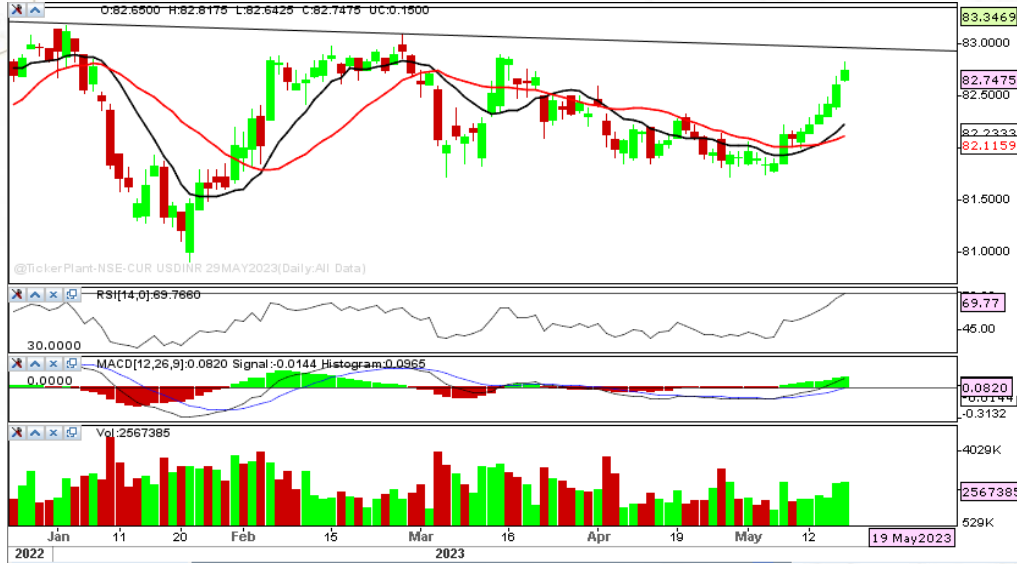 O:82.6500 H:82.8175 L:82.6425 C:82.7475 UC:0.1500
83.3469
83.0000
82.7475
82.5000
82.2333
82.1159
81.5000
81.0000
@TickerPlant-NSE-CUR USDINR 29MAY2023(Daily:All Data)
RSI[14,0]:69.7660
69.77
45.00
30.0000
MACD[12,26,9]:0.0820 Signal:-0.0144 Histogram:0.0965
0.0000
0.0820
-0.0144
-0.3132
Vol:2567385
4029K
2567385
529K
Jan 11 20 Feb 15 Mar 16 Apr 19 May 12 19 May2023
2022 2023